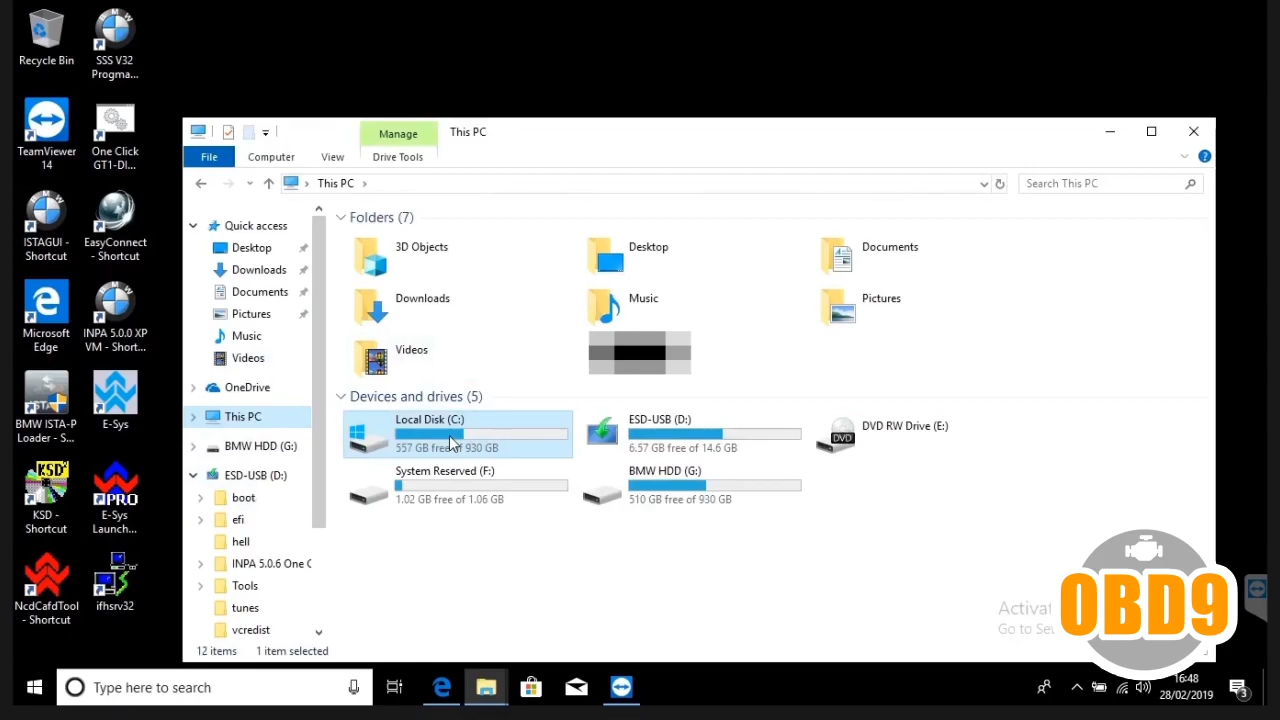 Recycle Bin
SSS V32
Progma...
TeamViewer
14
One Click
GT1-DI...
ISTAGUI -
Shortcut
EasyConnect
- Shortcut
Microsoft
Edge
INPA 5.0.0 XP
VM - Short...
BMW ISTA-P
Loader - S...
E-Sys
KSD -
Shortcut
E-Sys
Launch...
NcdCafdTool
- Shortcut
ifhsrv32
Manage
This PC
File
Computer
View
Drive Tools
This PC
Search This PC
Quick access
Desktop
Downloads
Documents
Pictures
Music
Videos
OneDrive
This PC
BMW HDD (G:)
ESD-USB (D:)
boot
efi
hell
INPA 5.0.6 One C
Tools
tunes
vcredist
Folders (7)
3D Objects
Desktop
Documents
Downloads
Music
Pictures
Videos
Devices and drives (5)
Local Disk (C:)
557 GB free of 930 GB
ESD-USB (D:)
6.57 GB free of 14.6 GB
DVD RW Drive (E:)
DVD
System Reserved (F:)
1.02 GB free of 1.06 GB
BMW HDD (G:)
510 GB free of 930 GB
12 items
1 item selected
Activat
Go to Se
OBD9
Type here to search
16:48
28/02/2019
3